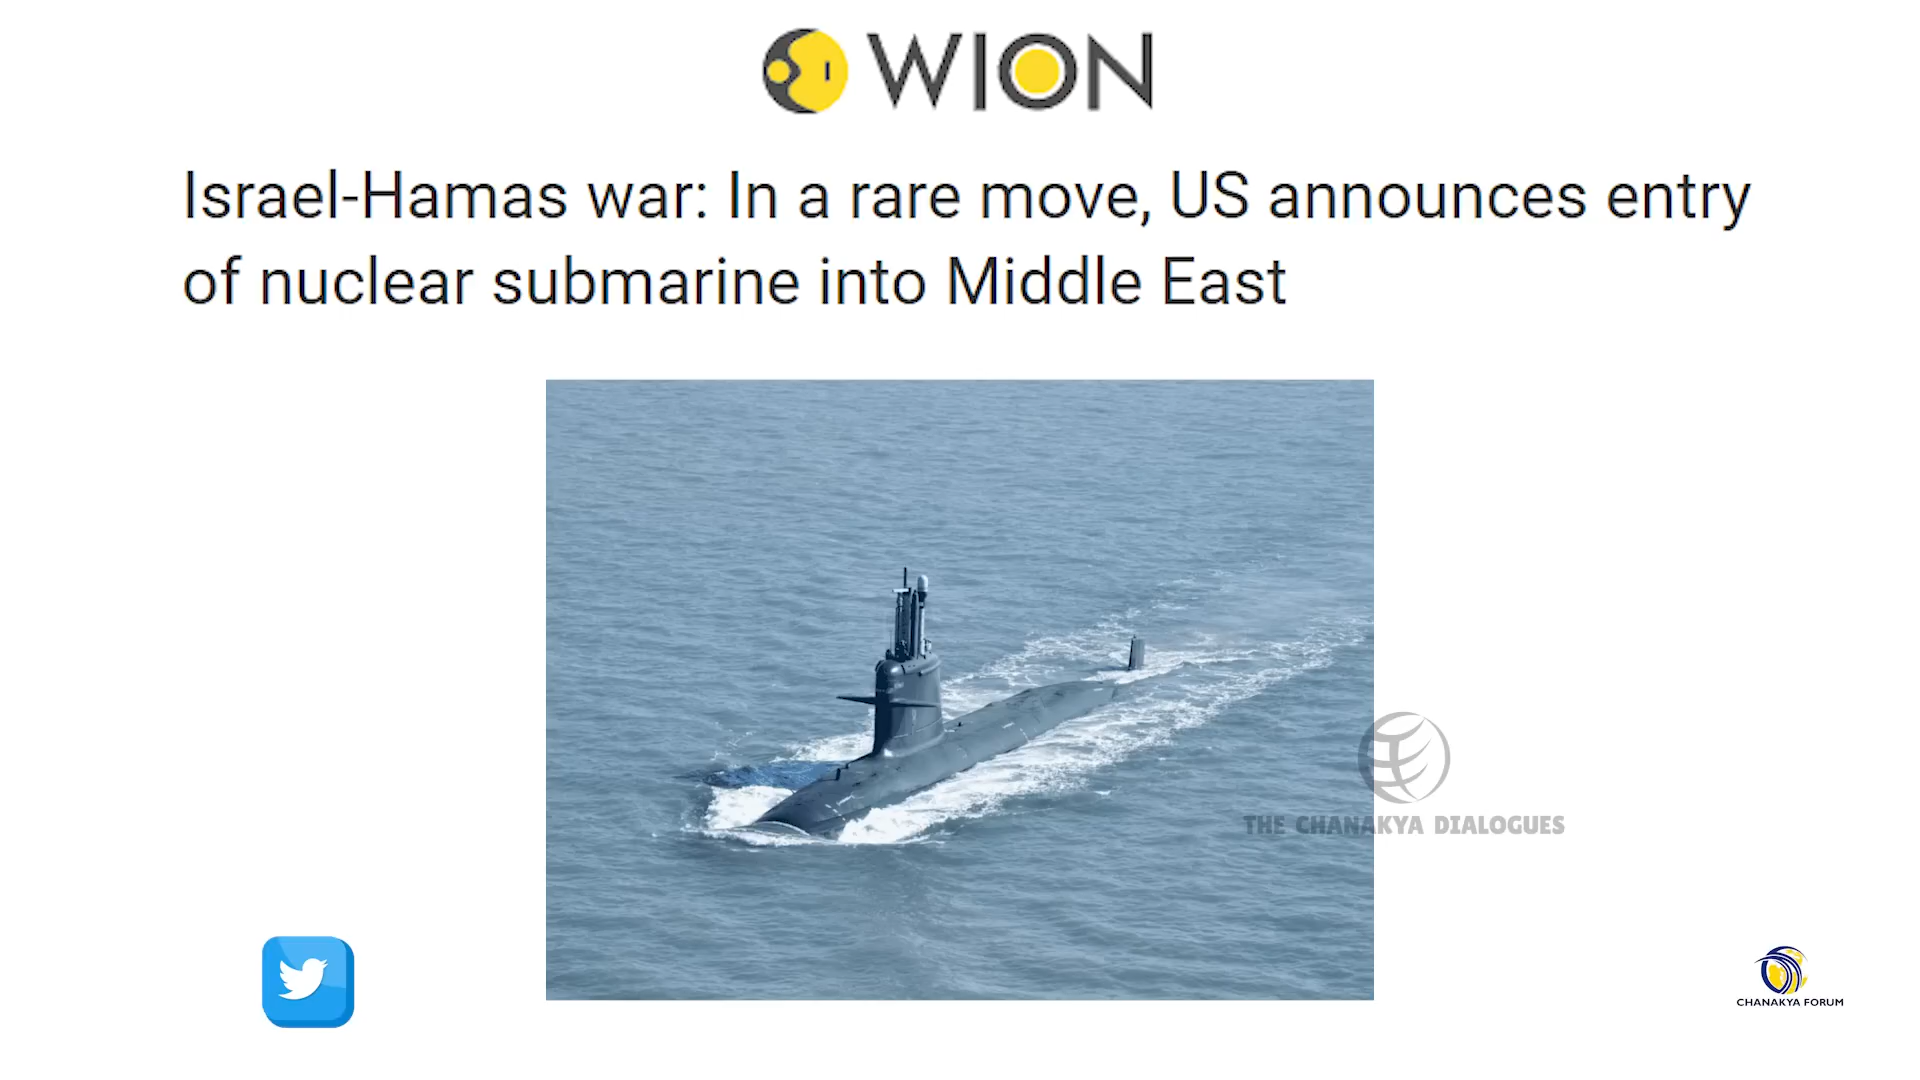 WION
Israel-Hamas war: In a rare move, US announces entry
of nuclear submarine into Middle East
THE CHANAKYA DIALOGUES
CHANAKYA FORUM